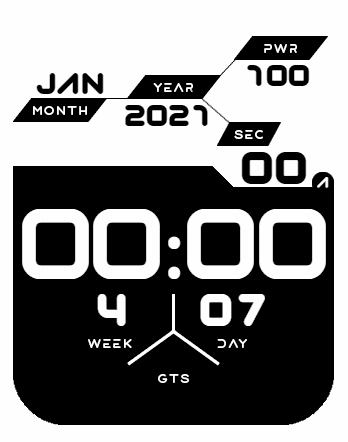 PWR
100
JAN
YEAR
MONTH
2021
SEC
00
00:00
4 07
WEEK DAY
GTS